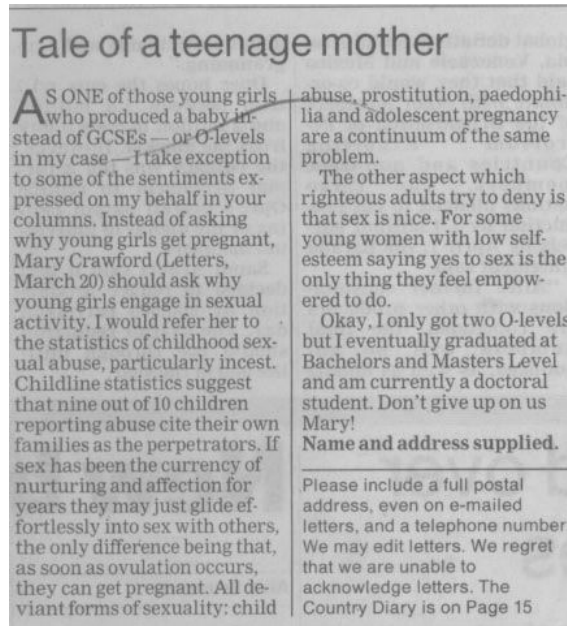 Tale of a teenage mother
AS ONE of those young girls
who produced a baby in-
stead of GCSEs — or O-levels
in my case — I take exception
to some of the sentiments ex-
pressed on my behalf in your
columns. Instead of asking
why young girls get pregnant,
Mary Crawford (Letters,
March 20) should ask why
young girls engage in sexual
activity. I would refer her to
the statistics of childhood sex-
ual abuse, particularly incest.
Childline statistics suggest
that nine out of 10 children
reporting abuse cite their own
families as the perpetrators. If
sex has been the currency of
nurturing and affection for
years they may just glide ef-
fortlessly into sex with others,
the only difference being that,
as soon as ovulation occurs,
they can get pregnant. All de-
viant forms of sexuality: child
abuse, prostitution, paedophi-
lia and adolescent pregnancy
are a continuum of the same
problem.
The other aspect which
righteous adults try to deny is
that sex is nice. For some
young women with low self-
esteem saying yes to sex is the
only thing they feel empow-
ered to do.
Okay, I only got two O-levels
but I eventually graduated at
Bachelors and Masters Level
and am currently a doctoral
student. Don't give up on us
Mary!
Name and address supplied.
Please include a full postal
address, even on e-mailed
letters, and a telephone number
We may edit letters. We regret
that we are unable to
acknowledge letters. The
Country Diary is on Page 15